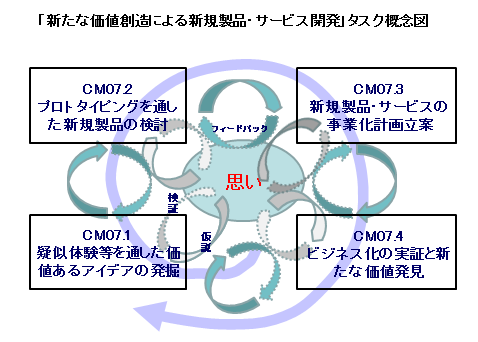 「新たな価値創造による新規製品・サービス開発」タスク概念図
CM07.2
プロトタイピングを通し
た新規製品の検討
CM07.3
新規製品・サービスの
事業化計画立案
フィードバック
思い
検証
仮証
CM07.1
疑似体験等を通した価
値あるアイデアの発掘
CM07.4
ビジネス化の実証と新
たな価値発見